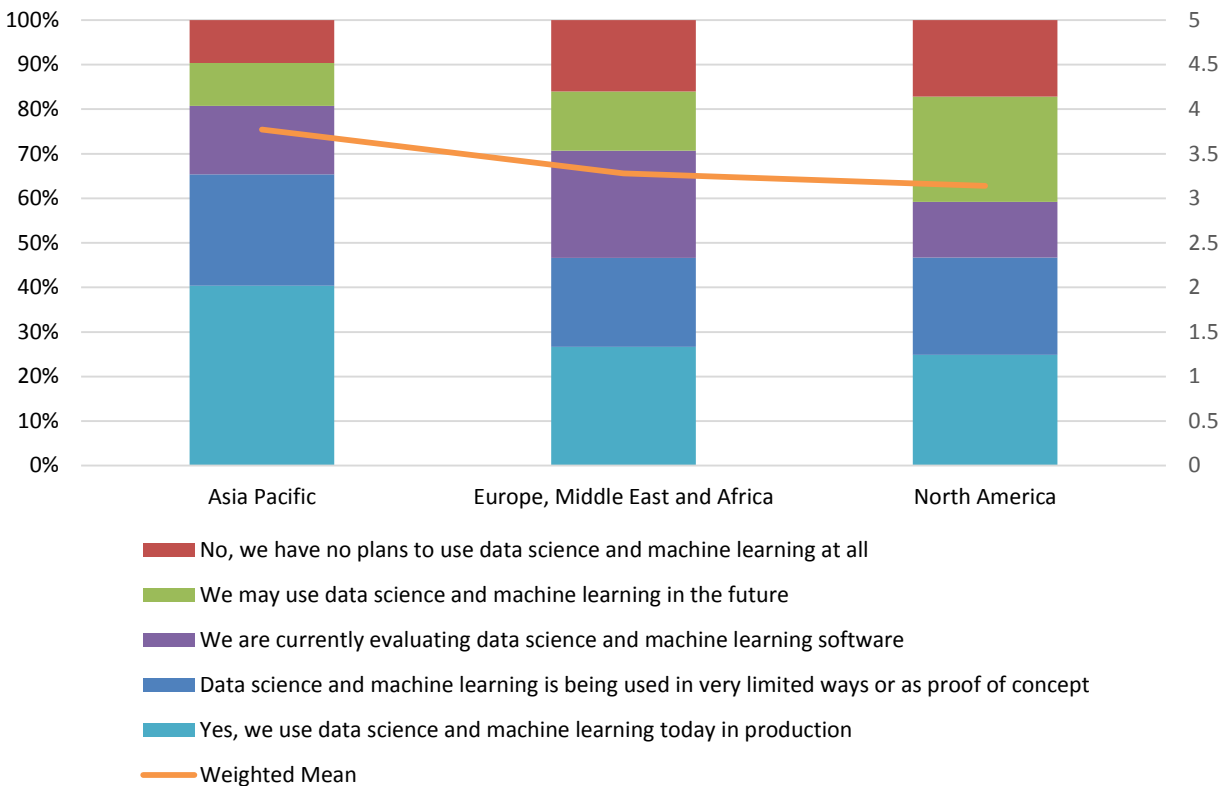 100% 5
90% 4.5
80% 4
70% 3.5
60% 3
50% 2.5
40% 2
30% 1.5
20% 1
10% 0.5
0% 0
Asia Pacific Europe, Middle East and Africa North America
No, we have no plans to use data science and machine learning at all
We may use data science and machine learning in the future
We are currently evaluating data science and machine learning software
Data science and machine learning is being used in very limited ways or as proof of concept
Yes, we use data science and machine learning today in production
Weighted Mean